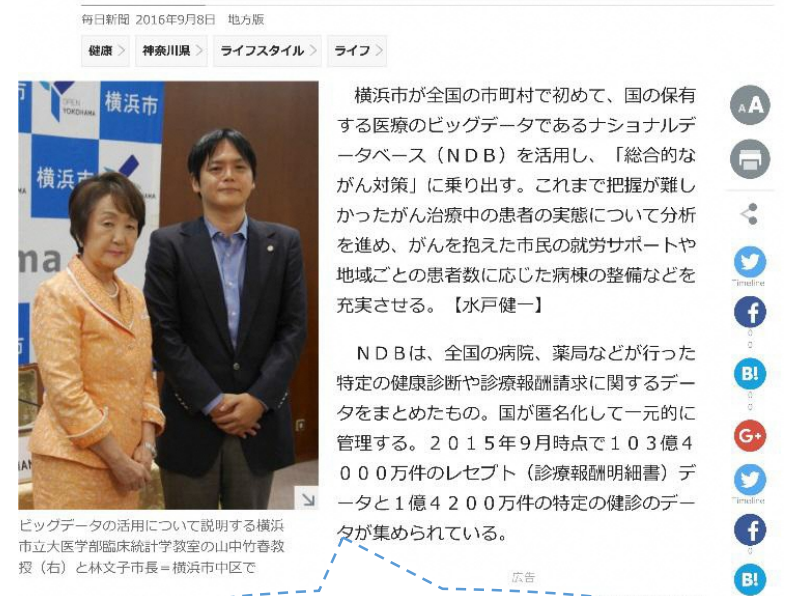 毎日新聞 2016年9月8日 地方版
健康
神奈川県
ライフスタイル
ライフ
OPEN
YOKOHAMA
横浜市
横浜市
ma
横浜市が全国の市町村で初めて、国の保有
する医療のビッグデータであるナショナルデ
ータベース(NDB)を活用し、「総合的な
がん対策」に乗り出す。これまで把握が難し
かったがん治療中の患者の実態について分析
を進め、がんを抱えた市民の就労サポートや
地域ごとの患者数に応じた病棟の整備などを
充実させる。【水戸健一】
NDBは、全国の病院、薬局などが行った
特定の健康診断や診療報酬請求に関するデー
タをまとめたもの。国が匿名化して一元的に
管理する。2015年9月時点で103億4
000万件のレセプト(診療報酬明細書)デ
ータと1億4200万件の特定の健診のデー
タが集められている。
ビッグデータの活用について説明する横浜
市立大医学部臨床統計学教室の山中竹春教
授(右)と林文子市長=横浜市中区で
広告
AA
Timeline
0
0
B!
0
0
G+
Timeline
0
B!